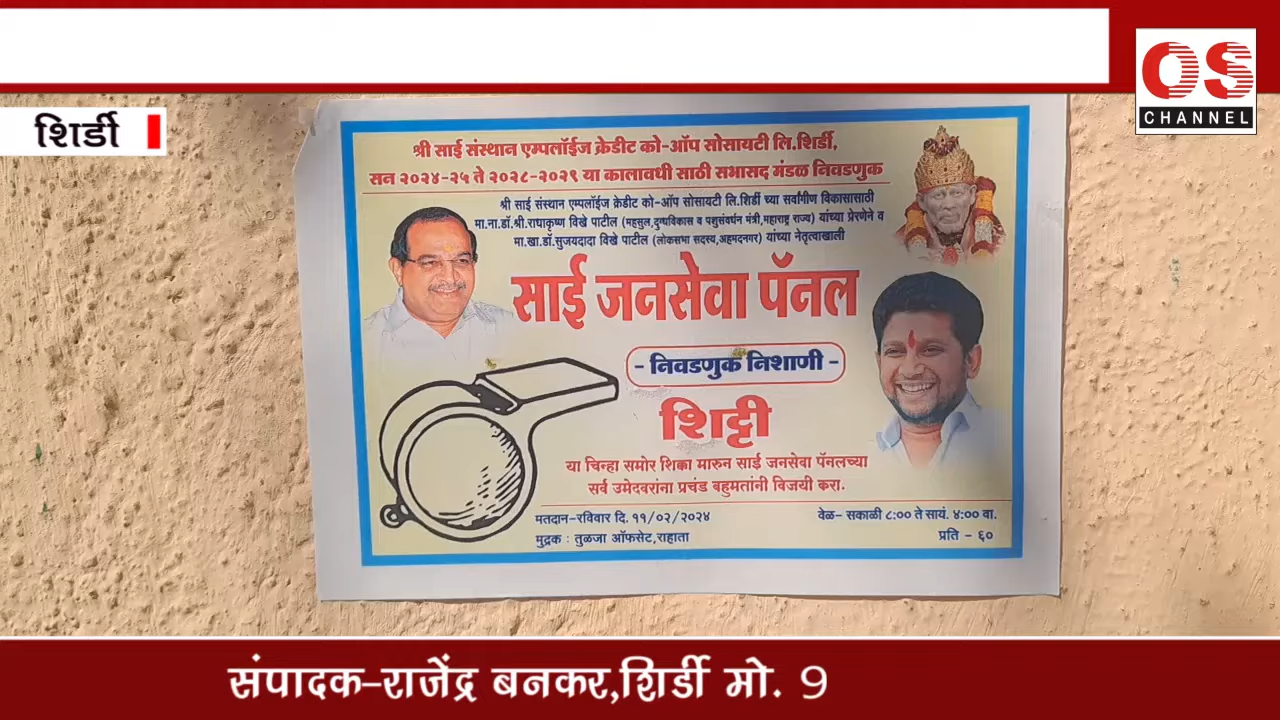 OS
CHANNEL
शिर्डी
श्री साई संस्थान एम्पलॉईज क्रेडीट को-ऑप सोसायटी लि.शिर्डी,
सन २०२४-२५ ते २०२८-२०२९ या कालावधी साठी सभासद मंडळ निवडणुक
श्री साई संस्थान एम्पलॉईज क्रेडीट को-ऑप सोसायटी लि.शिर्डी च्या सर्वांगीण विकासासाठी
मा.ना.डॉ.श्री.राधाकृष्ण विखे पाटील (महसुल,दुग्धविकास व पशुसंवर्धन मंत्री,महाराष्ट्र राज्य) यांच्या प्रेरणेने व
मा.खा.डॉ.सुजयदादा विखे पाटील (लोकसभा सदस्य,अहमदनगर) यांच्या नेतृत्वाखाली
साई जनसेवा पॅनल
- निवडणुक निशाणी -
शिट्टी
या चिन्हा समोर शिक्का मारुन साई जनसेवा पॅनलच्या
सर्व उमेदवरांना प्रचंड बहुमतांनी विजयी करा.
मतदान-रविवार दि. ११/०२/२०२४ वेळ- सकाळी ८:०० ते सायं. ४:०० वा.
मुद्रक : तुळजा ऑफसेट,राहाता प्रति - ६०
संपादक-राजेंद्र बनकर,शिर्डी मो. 9